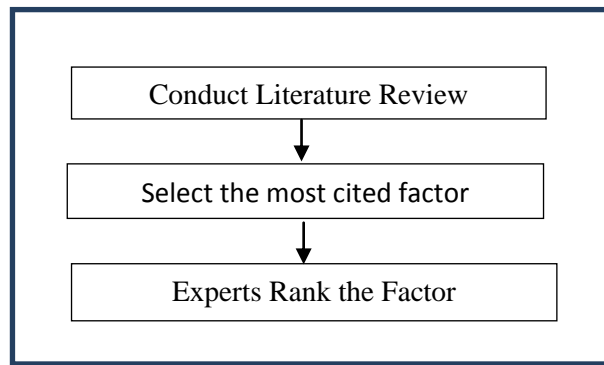 Conduct Literature Review
Select the most cited factor
Experts Rank the Factor